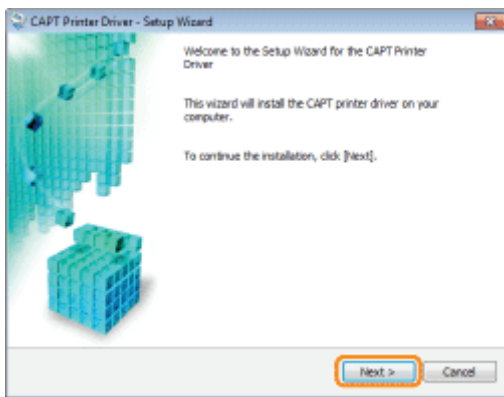 CAPT Printer Driver - Setup Wizard
Welcome to the Setup Wizard for the CAPT Printer
Driver
This wizard will install the CAPT printer driver on your
computer.
To continue the installation, click [Next].
Next >
Cancel